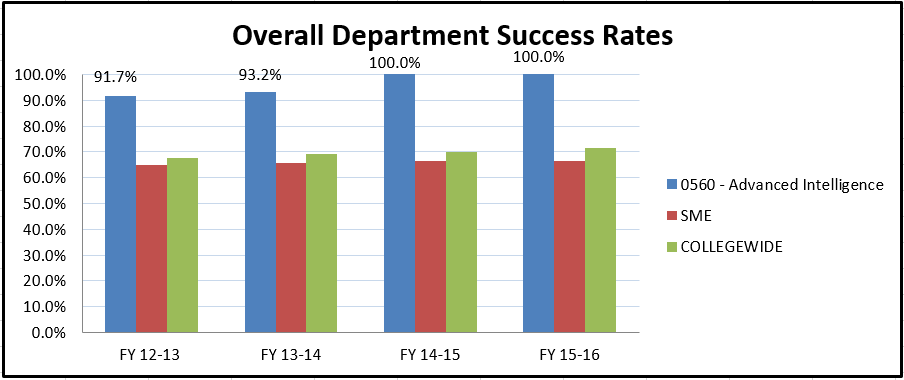 Overall Department Success Rates
100.0%
90.0%
80.0%
70.0%
60.0%
50.0%
40.0%
30.0%
20.0%
10.0%
0.0%
91.7%
93.2%
100.0%
100.0%
FY 12-13
FY 13-14
FY 14-15
FY 15-16
0560 - Advanced Intelligence
SME
COLLEGEWIDE